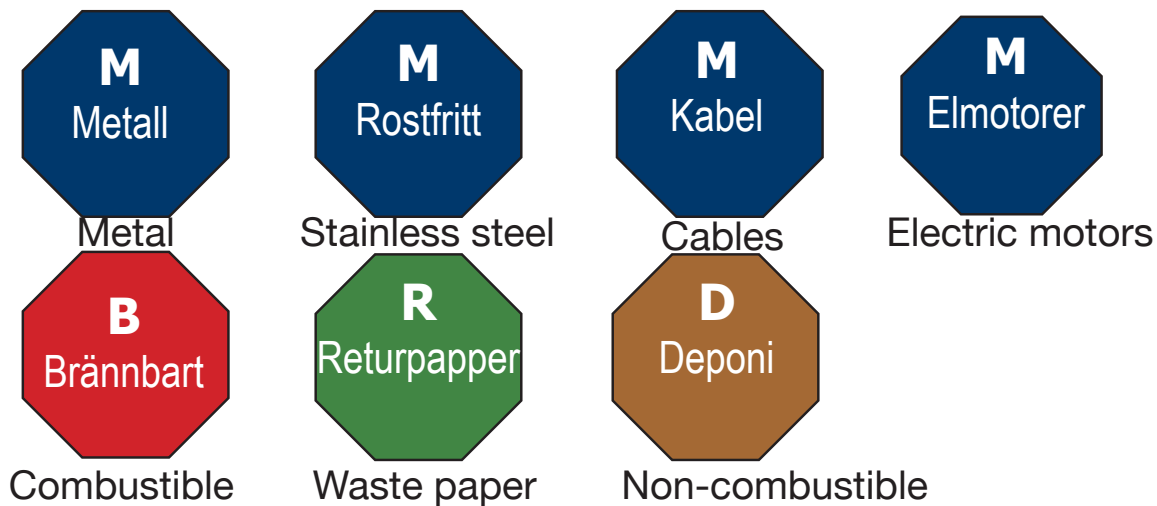 M
Metall
M
Rostfritt
M
Kabel
M
Elmotorer
Metal
Stainless steel
Cables
Electric motors
B
Brännbart
R
Returpapper
D
Deponi
Combustible
Waste paper
Non-combustible